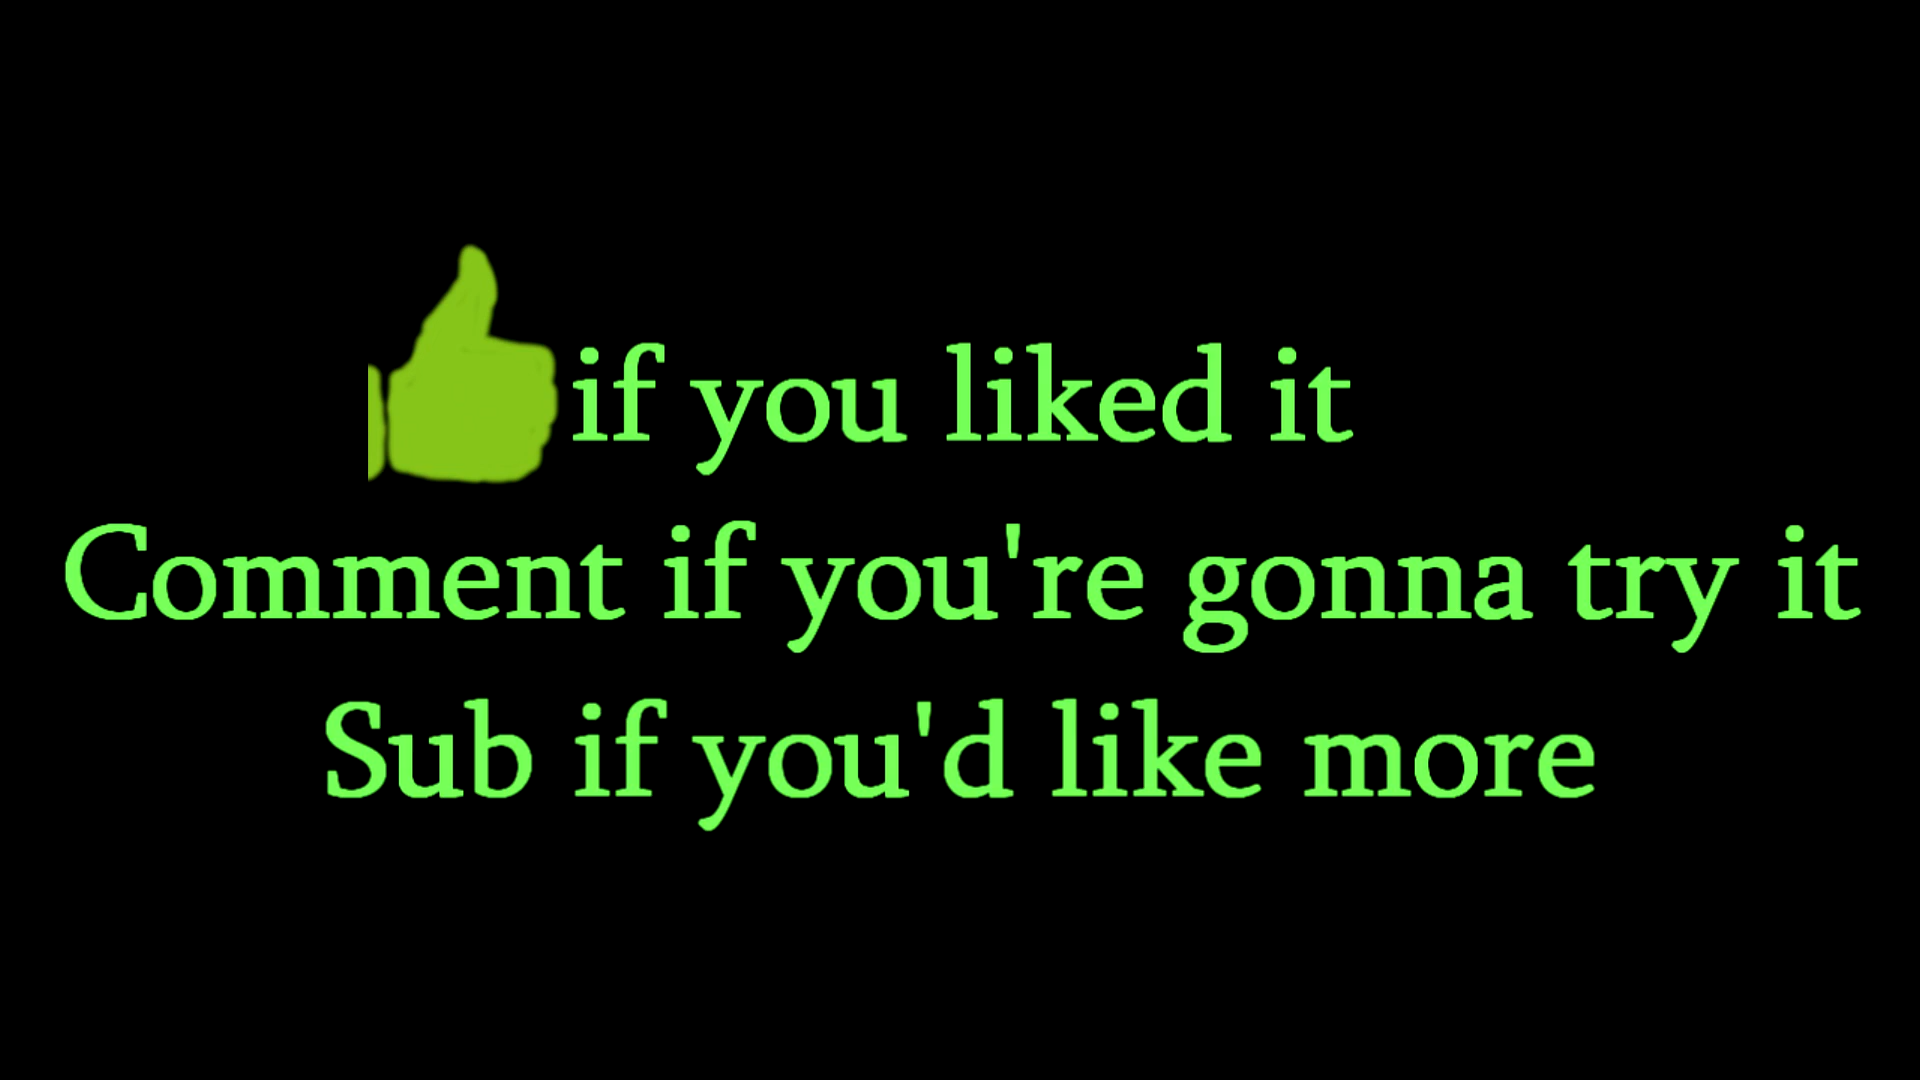 if you liked it
Comment if you're gonna try it
Sub if you'd like more